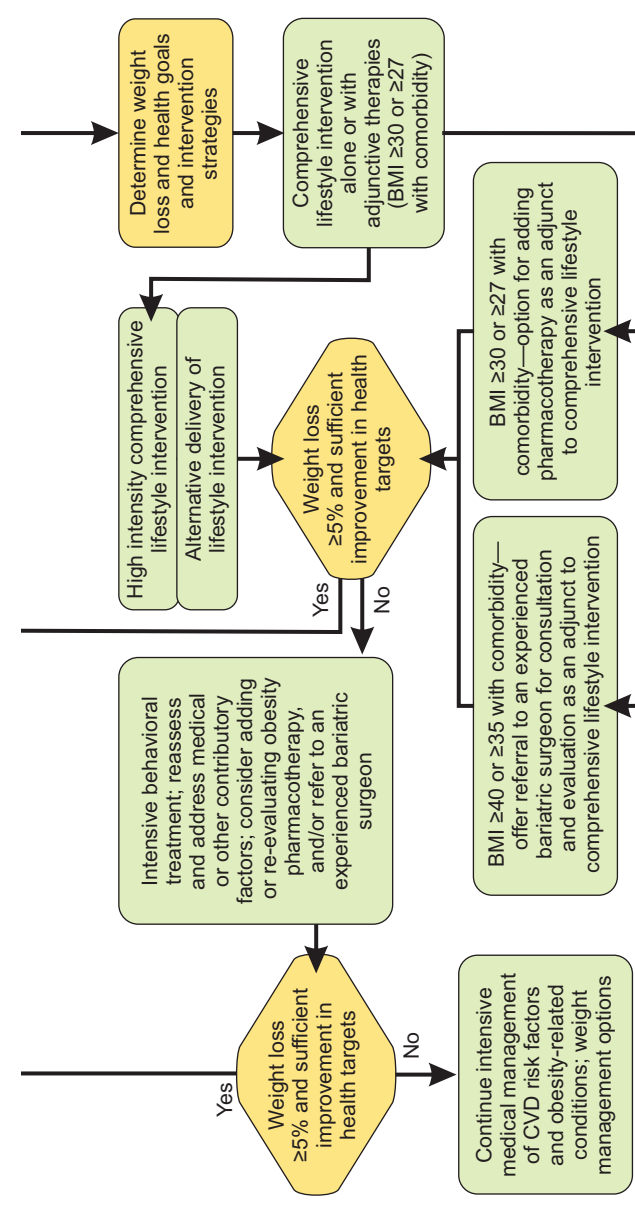 Determine weight
loss and health goals
and intervention
strategies
Comprehensive
lifestyle intervention
alone or with
adjunctive therapies
(BMI ≥30 or ≥27
with comorbidity)
High intensity comprehensive
lifestyle intervention
Alternative delivery of
lifestyle intervention
BMI ≥30 or ≥27 with
comorbidity—option for adding
pharmacotherapy as an adjunct
to comprehensive lifestyle
intervention
BMI ≥40 or ≥35 with comorbidity—
offer referral to an experienced
bariatric surgeon for consultation
and evaluation as an adjunct to
comprehensive lifestyle intervention
Weight loss
≥5% and sufficient
improvement in health
targets
Yes
No
Intensive behavioral
treatment; reassess
and address medical
or other contributory
factors; consider adding
or re-evaluating obesity
pharmacotherapy,
and/or refer to an
experienced bariatric
surgeon
Weight loss
≥5% and sufficient
improvement in
health targets
Yes
No
Continue intensive
medical management
of CVD risk factors
and obesity-related
conditions; weight
management options